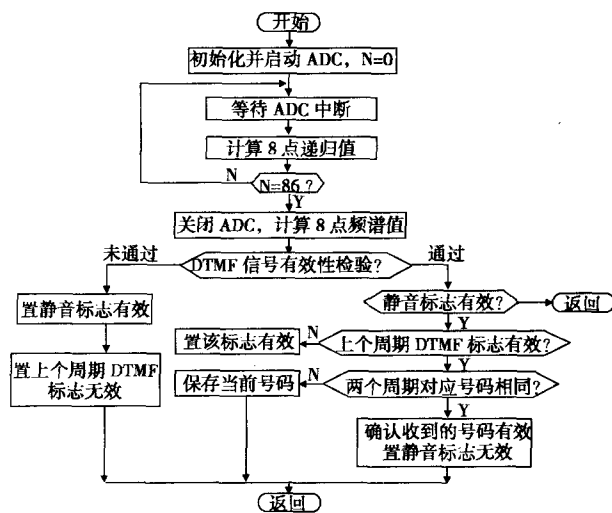 开始
初始化并启动 ADC，N=0
等待 ADC 中断
计算 8 点递归值
N
N=86？
Y
关闭 ADC，计算 8 点频谱值
未通过
DTMF 信号有效性检验？
通过
置静音标志有效
静音标志有效？
返回
Y
置该标志有效
N
上个周期 DTMF 标志有效？
置上个周期 DTMF
标志无效
Y
保存当前号码
N
两个周期对应号码相同？
Y
确认收到的号码有效
置静音标志无效
返回